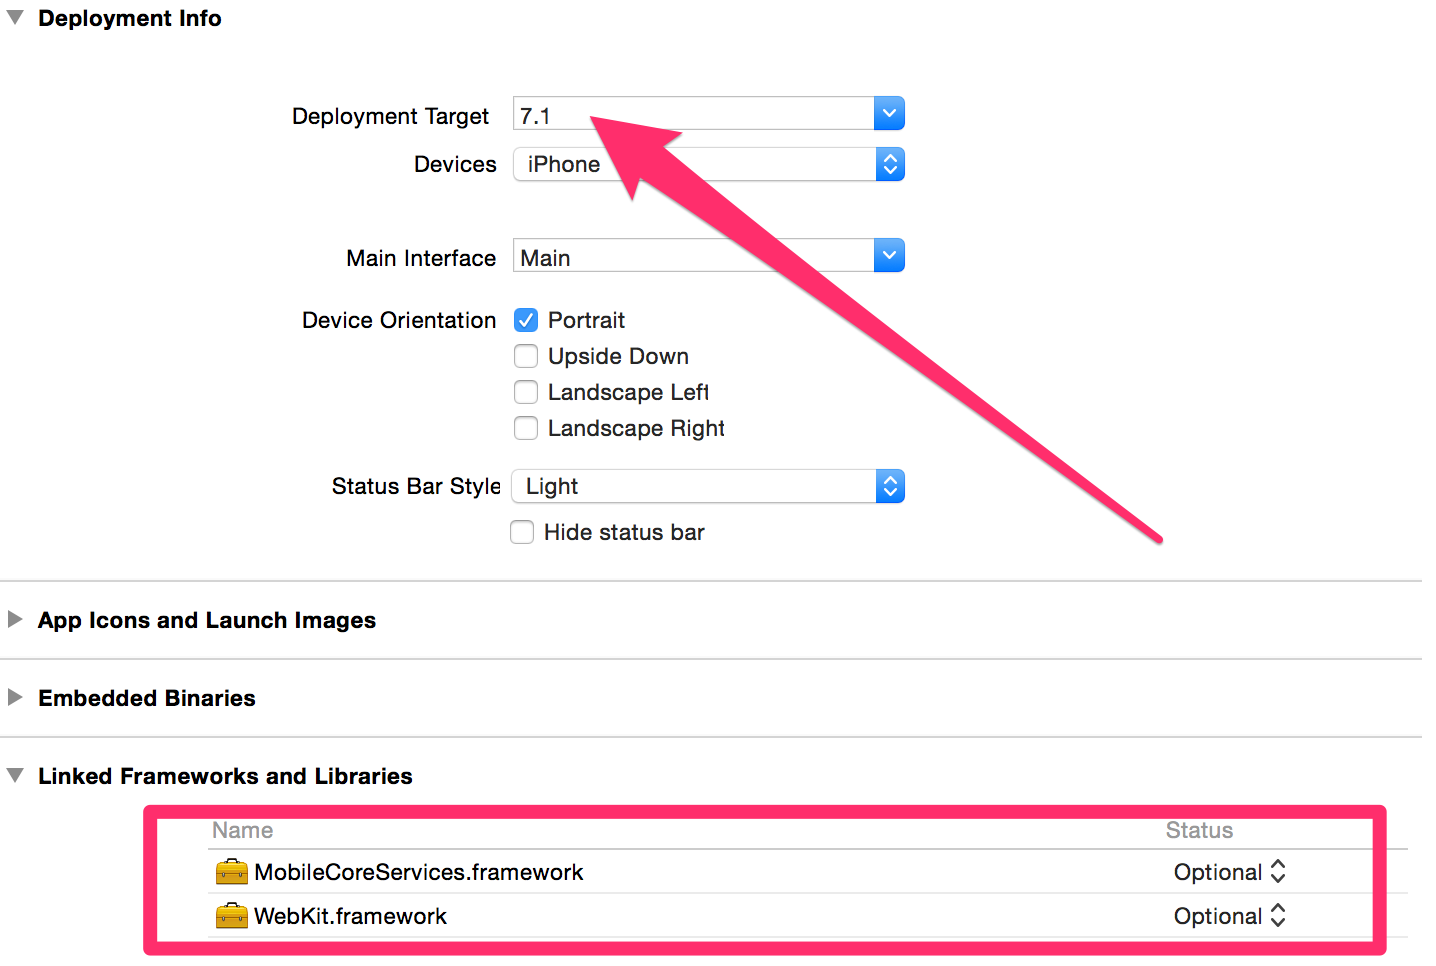 Deployment Info
Deployment Target 7.1
Devices iPhone
Main Interface Main
Device Orientation Portrait
Upside Down
Landscape Left
Landscape Right
Status Bar Style Light
Hide status bar
App Icons and Launch Images
Embedded Binaries
Linked Frameworks and Libraries
Name Status
MobileCoreServices.framework Optional
WebKit.framework Optional